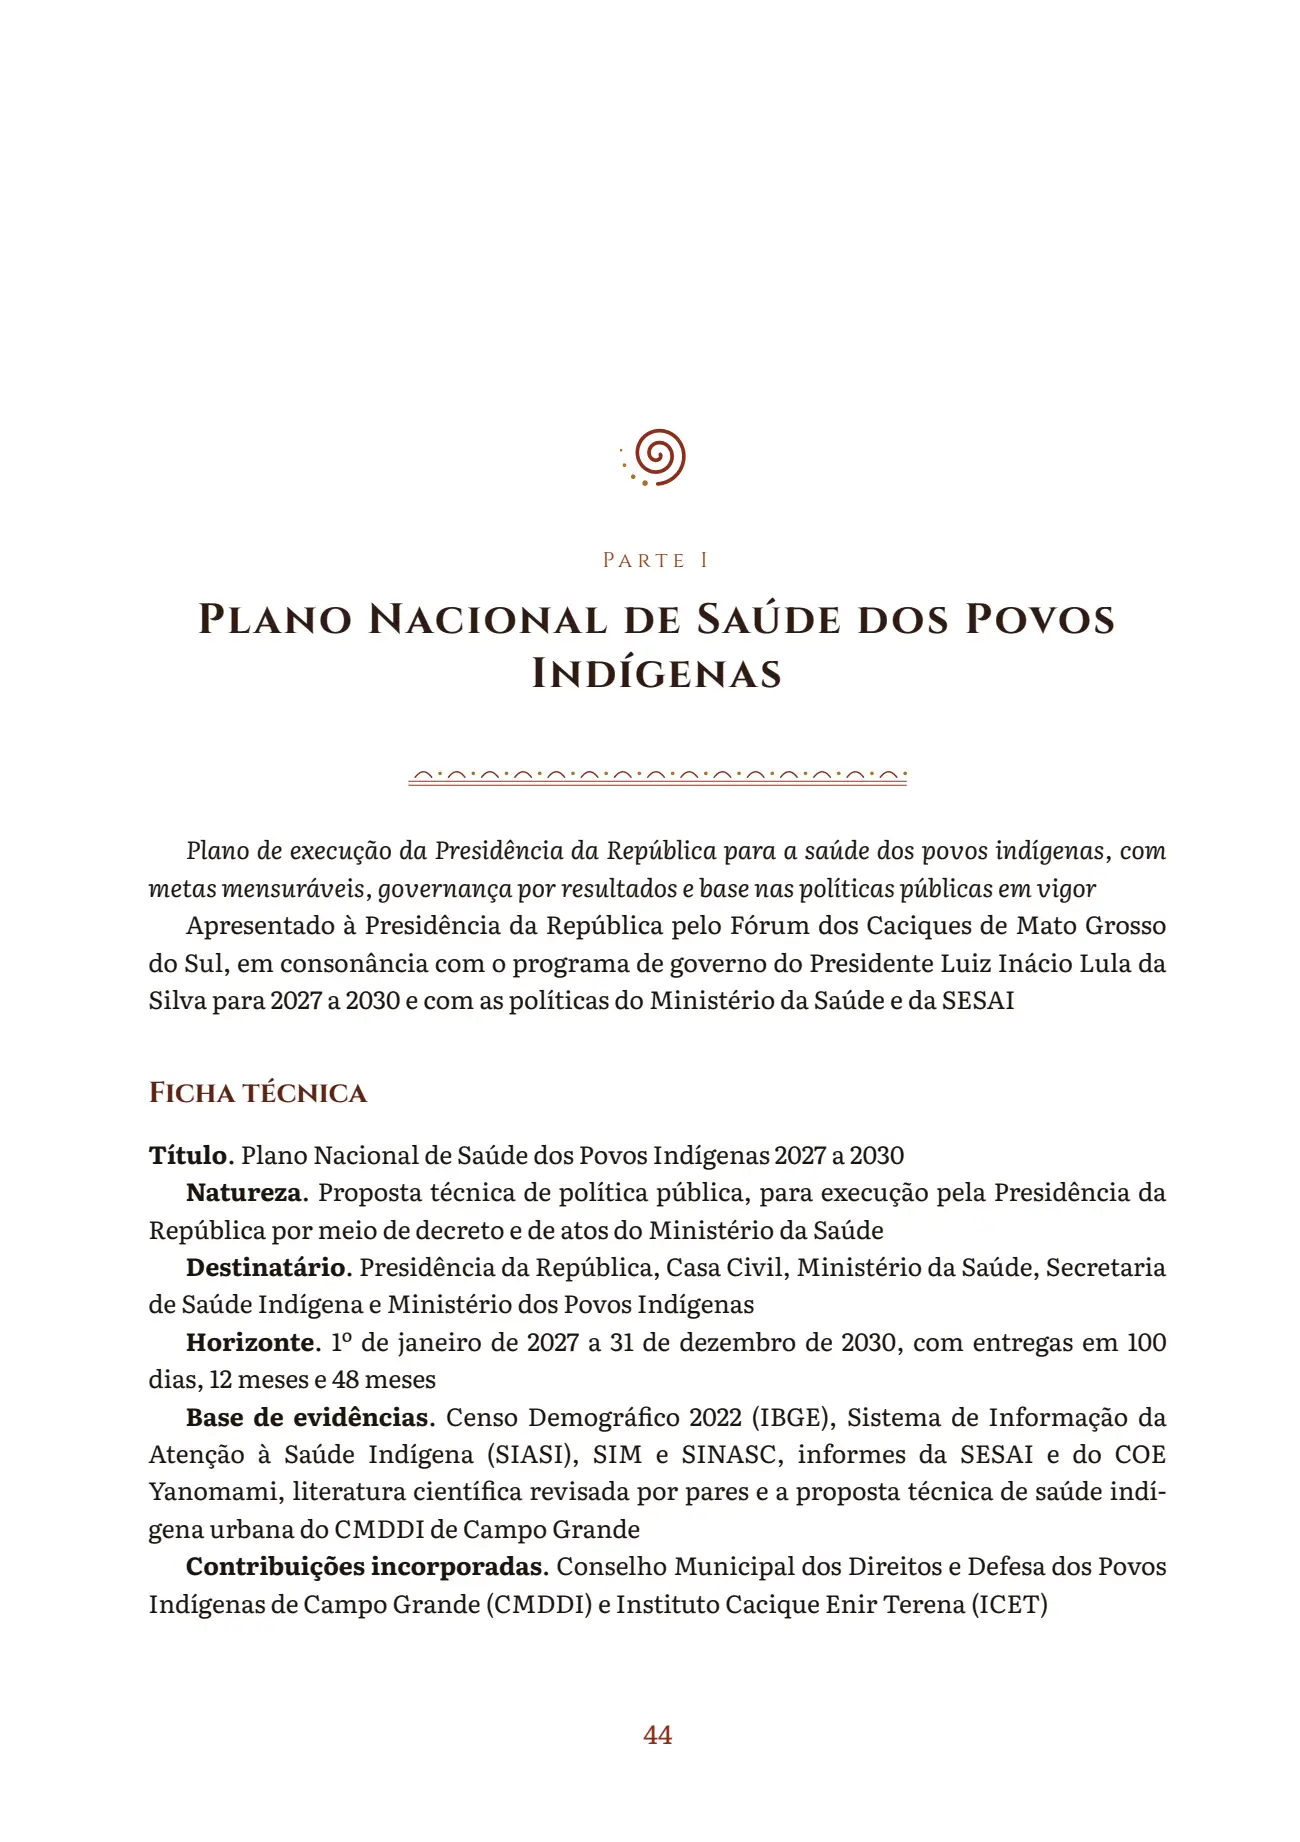 Parte I
Plano Nacional de Saúde dos Povos
Indígenas
Plano de execução da Presidência da República para a saúde dos povos indígenas, com
metas mensuráveis, governança por resultados e base nas políticas públicas em vigor
Apresentado à Presidência da República pelo Fórum dos Caciques de Mato Grosso
do Sul, em consonância com o programa de governo do Presidente Luiz Inácio Lula da
Silva para 2027 a 2030 e com as políticas do Ministério da Saúde e da SESAI
Ficha técnica
Título. Plano Nacional de Saúde dos Povos Indígenas 2027 a 2030
Natureza. Proposta técnica de política pública, para execução pela Presidência da
República por meio de decreto e de atos do Ministério da Saúde
Destinatário. Presidência da República, Casa Civil, Ministério da Saúde, Secretaria
de Saúde Indígena e Ministério dos Povos Indígenas
Horizonte. 1º de janeiro de 2027 a 31 de dezembro de 2030, com entregas em 100
dias, 12 meses e 48 meses
Base de evidências. Censo Demográfico 2022 (IBGE), Sistema de Informação da
Atenção à Saúde Indígena (SIASI), SIM e SINASC, informes da SESAI e do COE
Yanomami, literatura científica revisada por pares e a proposta técnica de saúde indí-
gena urbana do CMDDI de Campo Grande
Contribuições incorporadas. Conselho Municipal dos Direitos e Defesa dos Povos
Indígenas de Campo Grande (CMDDI) e Instituto Cacique Enir Terena (ICET)
44